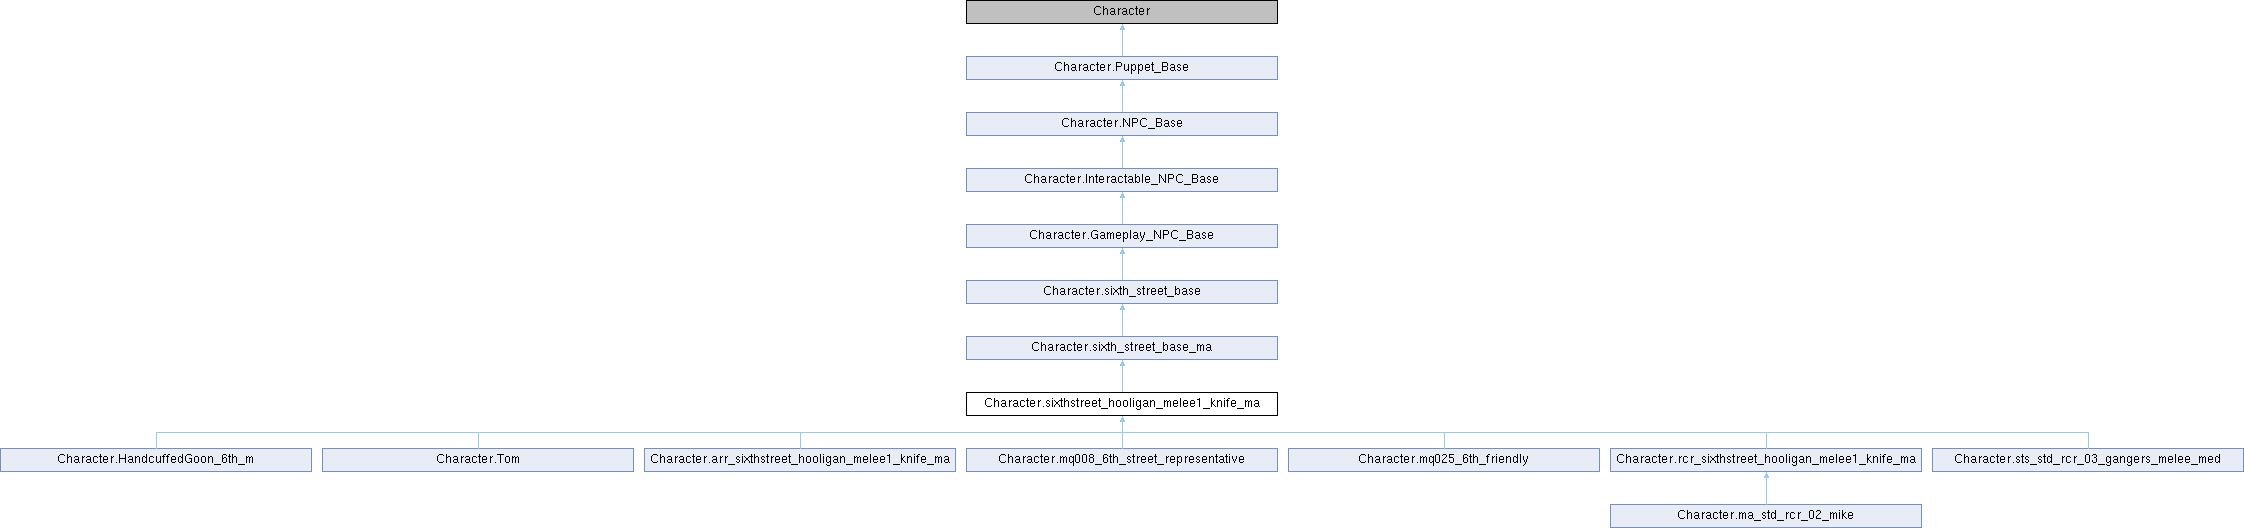 Character
Character.Puppet_Base
Character.NPC_Base
Character.Interactable_NPC_Base
Character.Gameplay_NPC_Base
Character.sixth_street_base
Character.sixth_street_base_ma
Character.sixthstreet_hooligan_melee1_knife_ma
Character.HandcuffedGoon_6th_m
Character.Tom
Character.arr_sixthstreet_hooligan_melee1_knife_ma
Character.mq008_6th_street_representative
Character.mq025_6th_friendly
Character.rcr_sixthstreet_hooligan_melee1_knife_ma
Character.sts_std_rcr_03_gangers_melee_med
Character.ma_std_rcr_02_mike